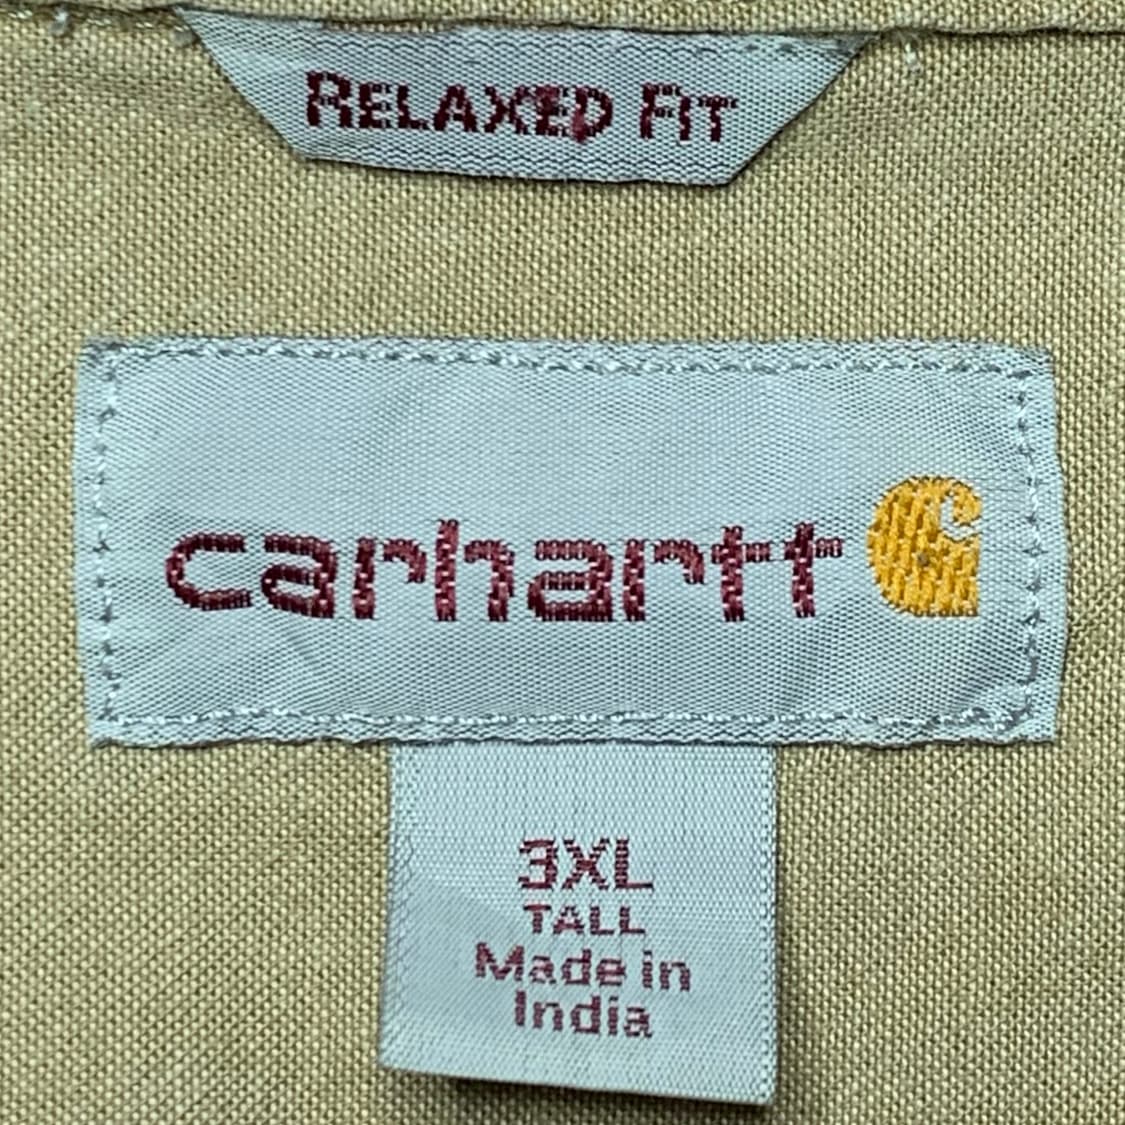 RELAXED FIT
carhartt
3XL
TALL
Made in
India